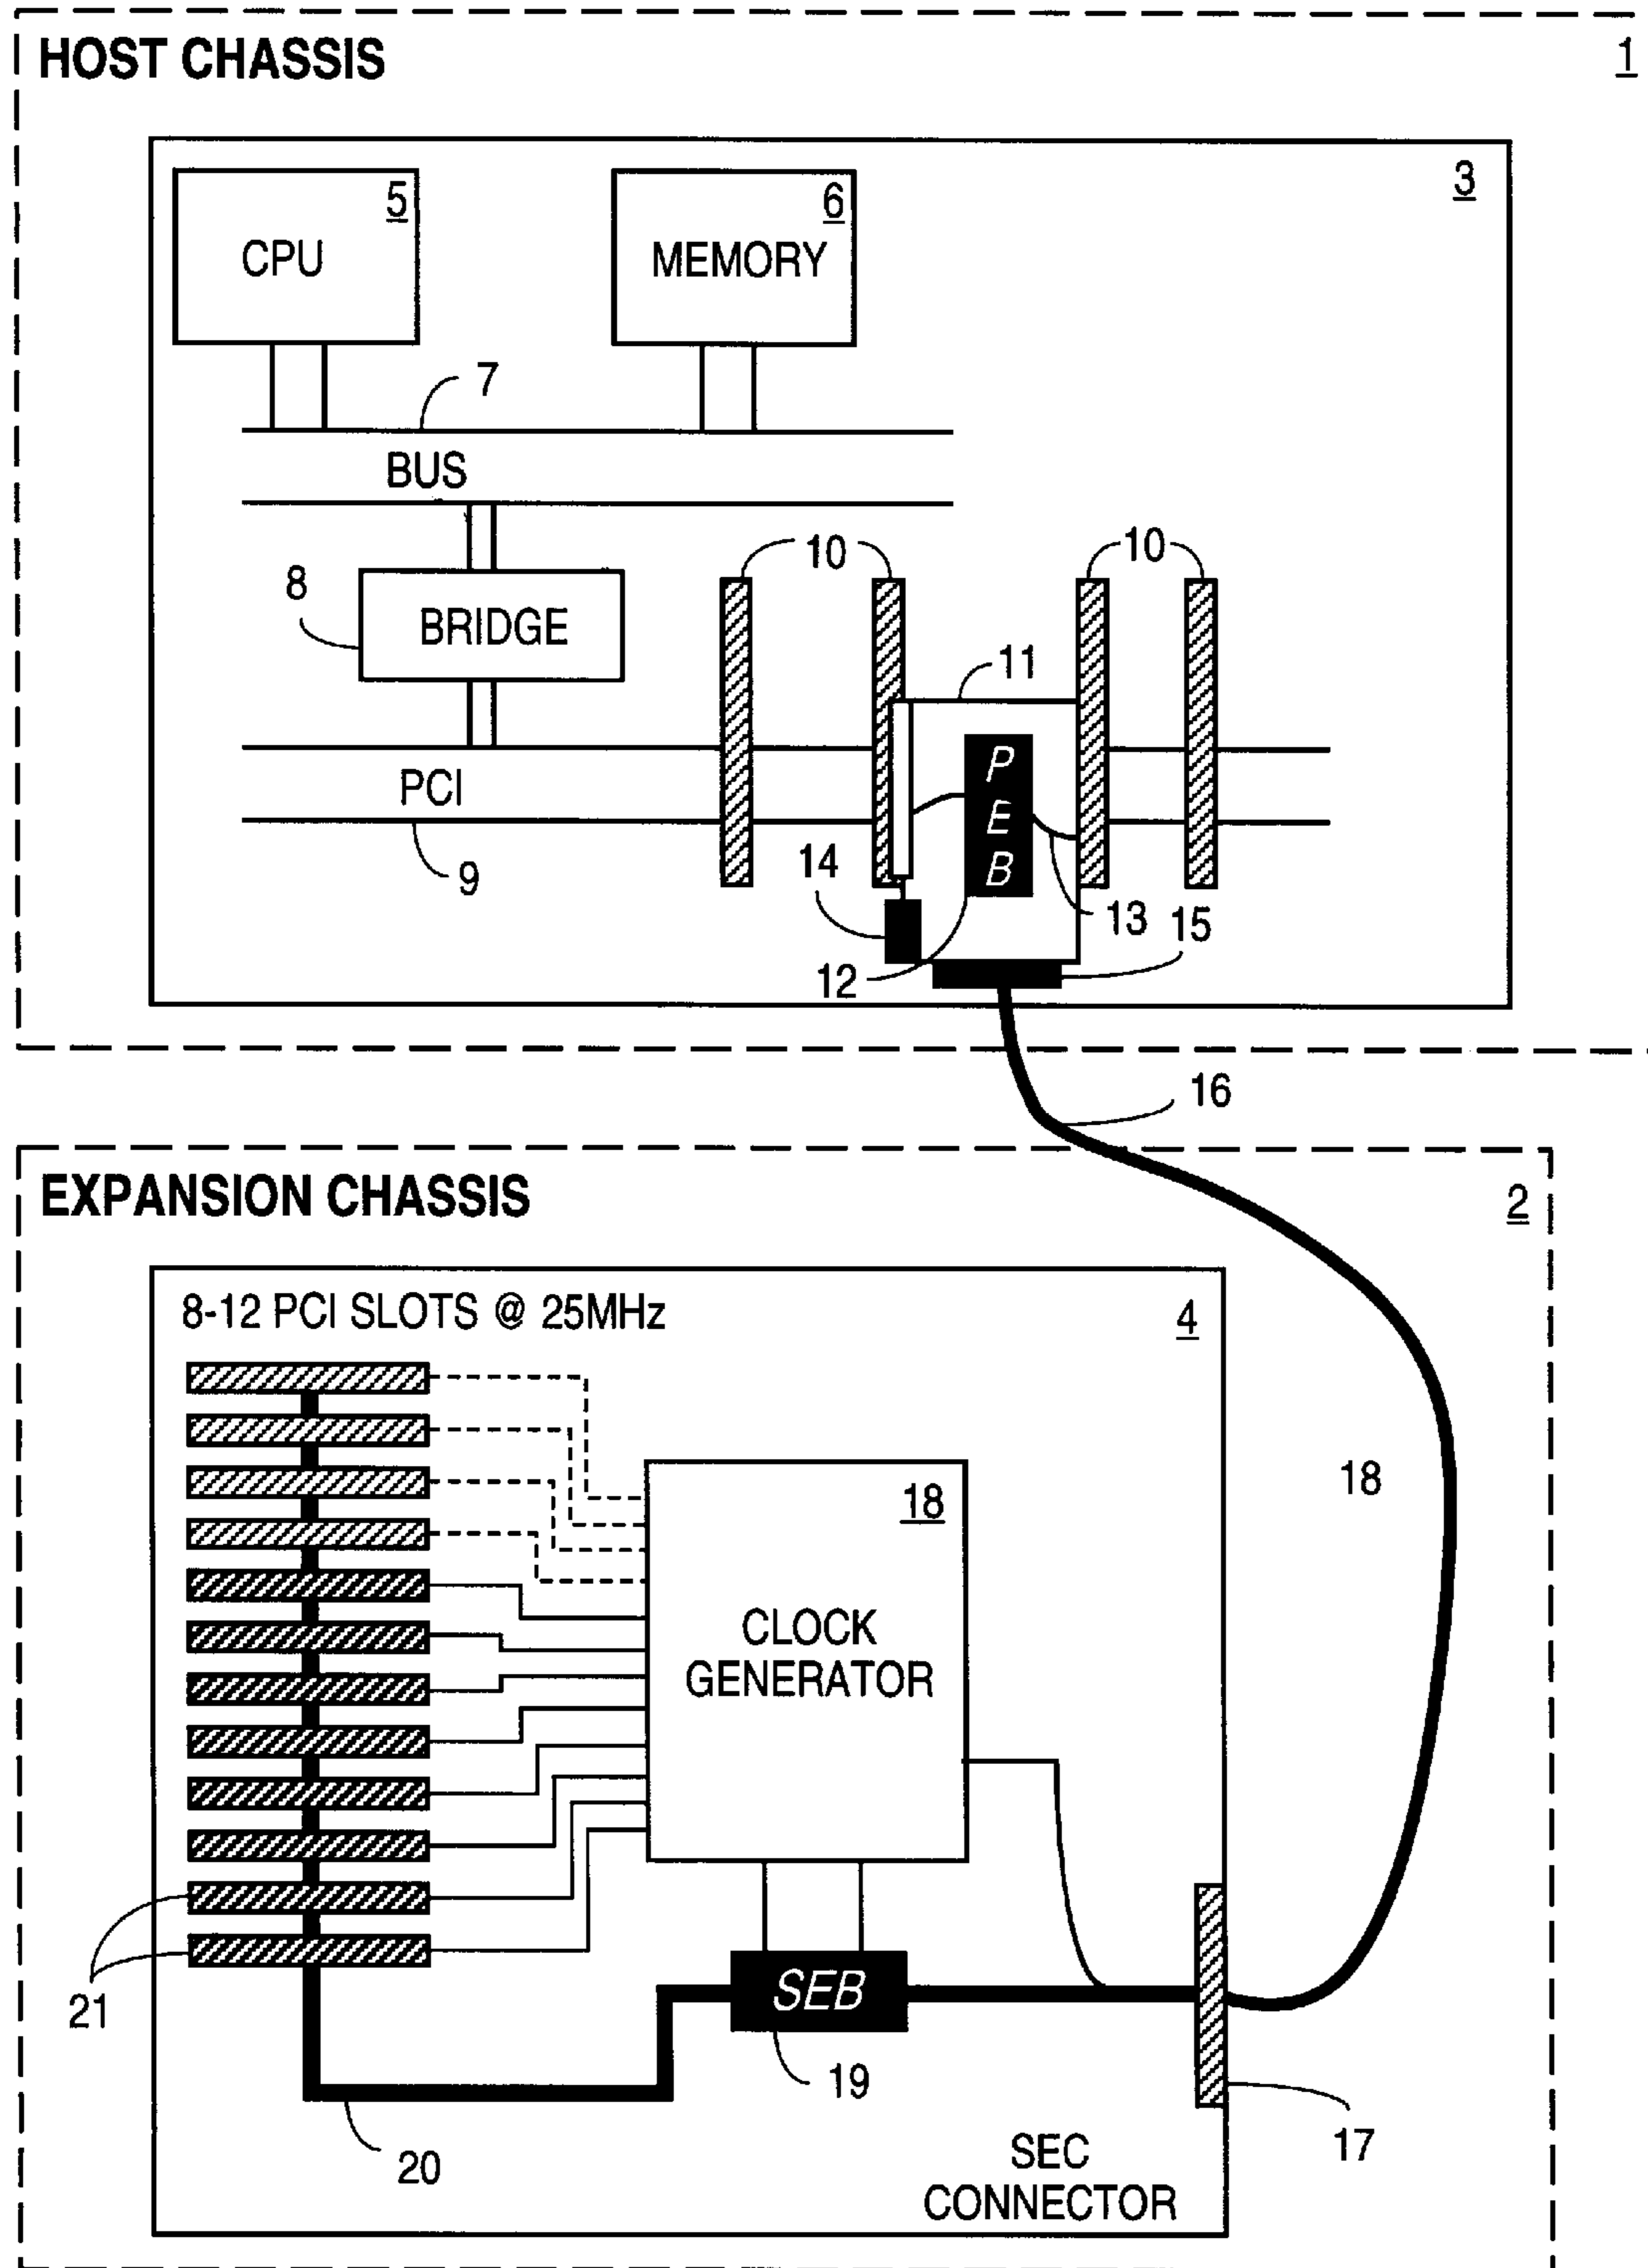 HOST CHASSIS
1
3
5
CPU
6
MEMORY
7
BUS
8
BRIDGE
10
10
11
PCI
9
PEB
14
13
15
12
16
EXPANSION CHASSIS
2
8-12 PCI SLOTS @ 25MHz
4
18
18
CLOCK
GENERATOR
21
SEB
19
20
17
SEC
CONNECTOR